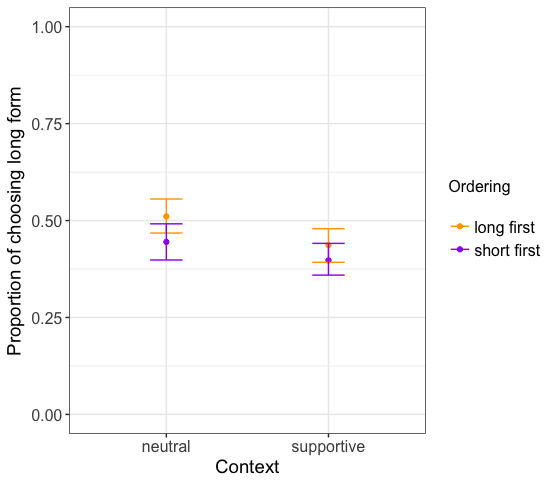 Proportion of choosing long form
1.00
0.75
0.50
0.25
0.00
neutral supportive
Context
Ordering
long first
short first